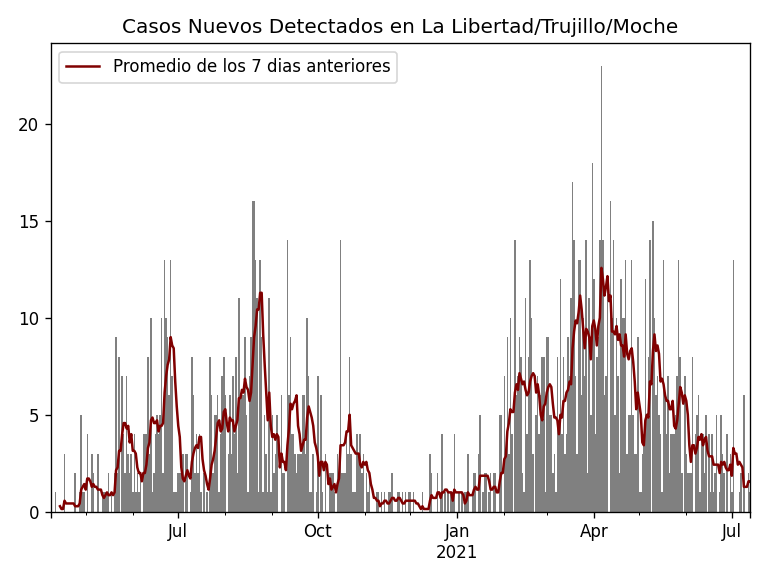 Casos Nuevos Detectados en La Libertad/Trujillo/Moche
Promedio de los 7 dias anteriores
20
15
10
5
0
Jul
Oct
Jan
Apr
Jul
2021